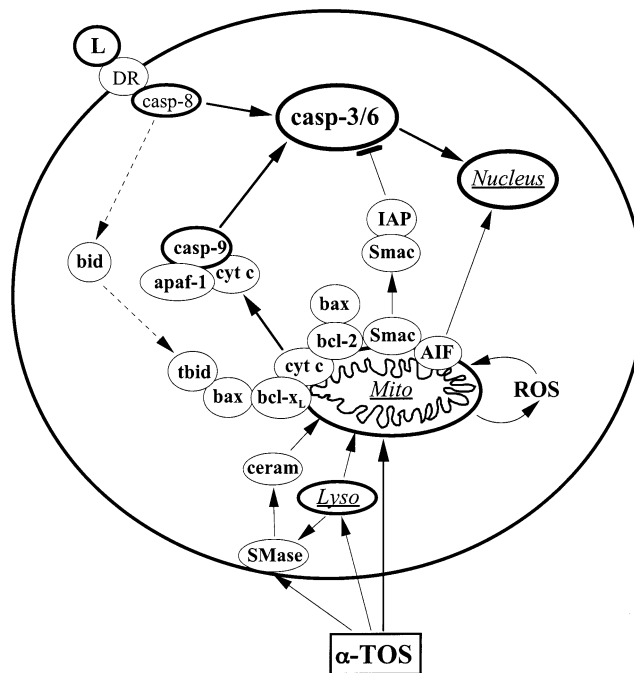 L
DR
casp-8
casp-3/6
Nucleus
IAP
casp-9
Smac
bid
cyt c
apaf-1
bax
Smac
bcl-2
AIF
cyt c
tbid
Mito
ROS
bax
bcl-xL
ceram
Lyso
SMase
α-TOS